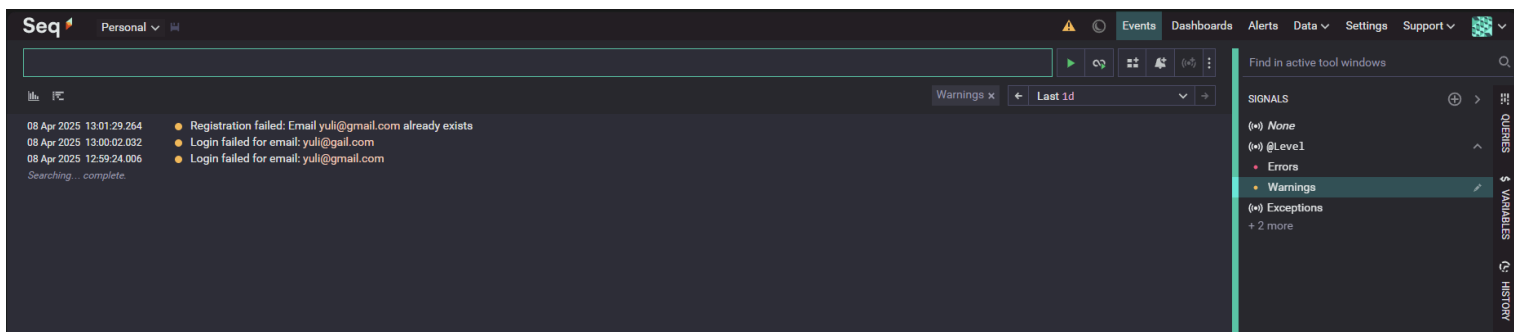 Seq Personal Events Dashboards Alerts Data Settings Support
Find in active tool windows
Warnings x Last 1d
SIGNALS
08 Apr 2025 13:01:29.264 Registration failed: Email yuli@gmail.com already exists
08 Apr 2025 13:00:02.032 Login failed for email: yuli@gail.com
08 Apr 2025 12:59:24.006 Login failed for email: yuli@gmail.com
Searching... complete.
None
@Level
Errors
Warnings
Exceptions
+ 2 more
QUERIES
$ VARIABLES
HISTORY